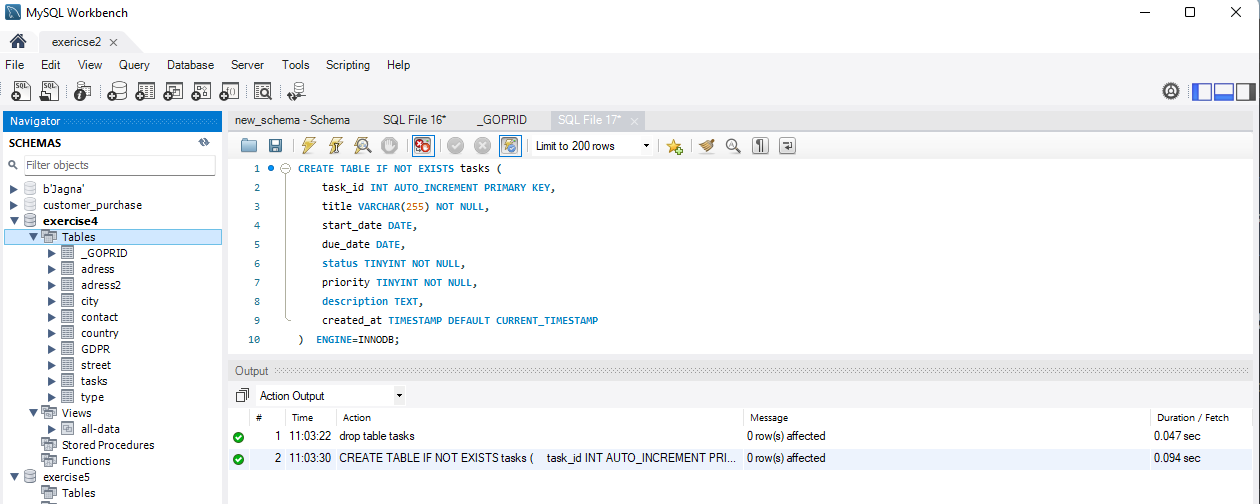 MySQL Workbench
exericse2
File Edit View Query Database Server Tools Scripting Help
Navigator
SCHEMAS
Filter objects
b'Jagna'
customer_purchase
exercise4
Tables
_GOPRID
adress
adress2
city
contact
country
GDPR
street
tasks
type
Views
all-data
Stored Procedures
Functions
exercise5
Tables
new_schema - Schema SQL File 16* _GOPRID SQL File 17*
Limit to 200 rows
1 CREATE TABLE IF NOT EXISTS tasks (
2 task_id INT AUTO_INCREMENT PRIMARY KEY,
3 title VARCHAR(255) NOT NULL,
4 start_date DATE,
5 due_date DATE,
6 status TINYINT NOT NULL,
7 priority TINYINT NOT NULL,
8 description TEXT,
9 created_at TIMESTAMP DEFAULT CURRENT_TIMESTAMP
10 ) ENGINE=INNODB;
Output
Action Output
# Time Action Message Duration / Fetch
1 11:03:22 drop table tasks 0 row(s) affected 0.047 sec
2 11:03:30 CREATE TABLE IF NOT EXISTS tasks ( task_id INT AUTO_INCREMENT PRI... 0 row(s) affected 0.094 sec